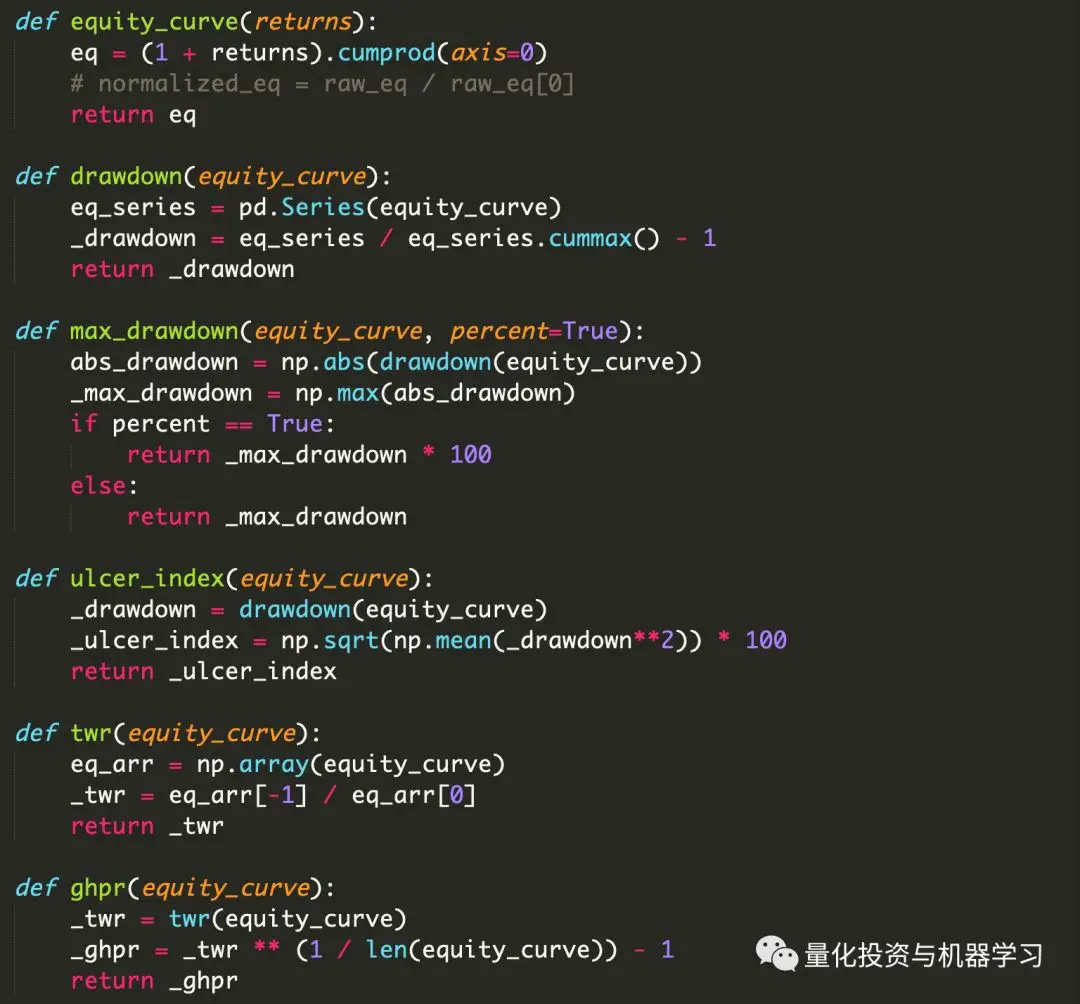 def equity_curve(returns):
    eq = (1 + returns).cumprod(axis=0)
    # normalized_eq = raw_eq / raw_eq[0]
    return eq

def drawdown(equity_curve):
    eq_series = pd.Series(equity_curve)
    _drawdown = eq_series / eq_series.cummax() - 1
    return _drawdown

def max_drawdown(equity_curve, percent=True):
    abs_drawdown = np.abs(drawdown(equity_curve))
    _max_drawdown = np.max(abs_drawdown)
    if percent == True:
        return _max_drawdown * 100
    else:
        return _max_drawdown

def ulcer_index(equity_curve):
    _drawdown = drawdown(equity_curve)
    _ulcer_index = np.sqrt(np.mean(_drawdown**2)) * 100
    return _ulcer_index

def twr(equity_curve):
    eq_arr = np.array(equity_curve)
    _twr = eq_arr[-1] / eq_arr[0]
    return _twr

def ghpr(equity_curve):
    _twr = twr(equity_curve)
    _ghpr = _twr ** (1 / len(equity_curve)) - 1
    return _ghpr
量化投资与机器学习